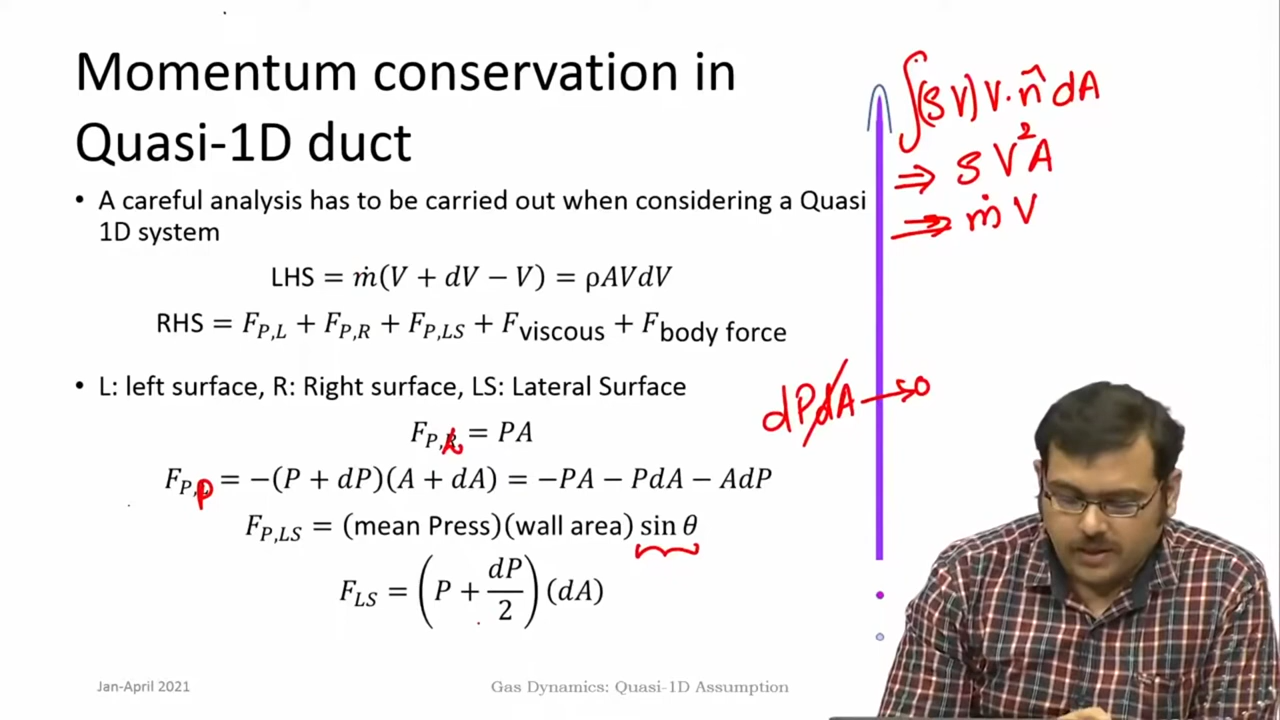 Momentum conservation in
Quasi-1D duct
• A careful analysis has to be carried out when considering a Quasi
1D system
LHS = ṁ(V + dV − V) = ρAVdV
RHS = F_{P,L} + F_{P,R} + F_{P,LS} + F_{viscous} + F_{body force}
• L: left surface, R: Right surface, LS: Lateral Surface
F_{P,L} = PA
F_{P,R} = −(P + dP)(A + dA) = −PA − PdA − AdP
F_{P,LS} = (mean Press)(wall area) sin θ
F_{LS} = (P + dP/2) (dA)
∫(ρV) V·n̂ dA
⇒ ρV²A
⇒ ṁV
dPdA → 0
Jan-April 2021
Gas Dynamics: Quasi-1D Assumption